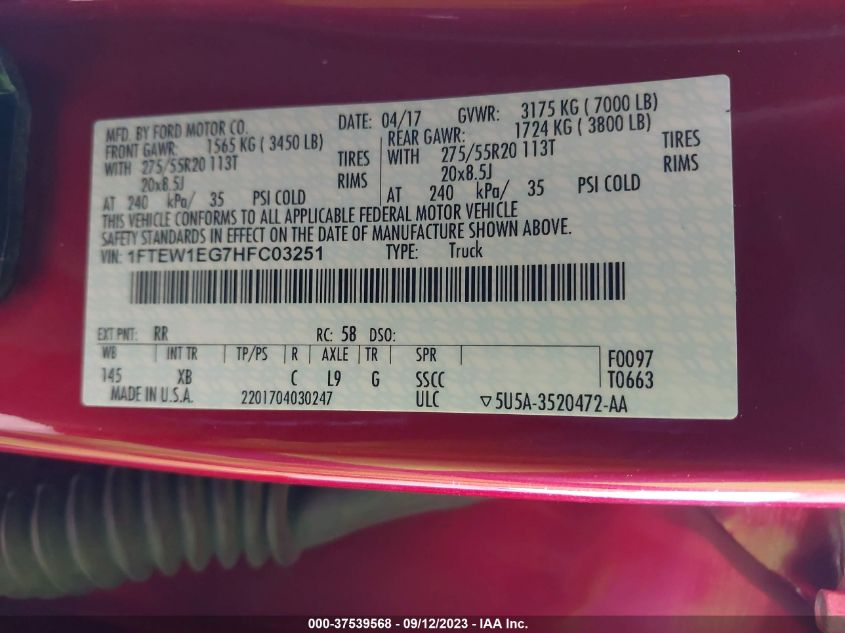 MFD. BY FORD MOTOR CO. DATE: 04/17 GVWR: 3175 KG ( 7000 LB)
FRONT GAWR: 1565 KG ( 3450 LB) REAR GAWR: 1724 KG ( 3800 LB)
WITH 275/55R20 113T TIRES WITH 275/55R20 113T TIRES
20x8.5J RIMS 20x8.5J RIMS
AT 240 kPa/ 35 PSI COLD AT 240 kPa/ 35 PSI COLD
THIS VEHICLE CONFORMS TO ALL APPLICABLE FEDERAL MOTOR VEHICLE
SAFETY STANDARDS IN EFFECT ON THE DATE OF MANUFACTURE SHOWN ABOVE.
VIN: 1FTEW1EG7HFC03251 TYPE: Truck
EXT PNT: RR RC: 58 DSO:
WB INT TR TP/PS R AXLE TR SPR F0097
145 XB C L9 G SSCC T0663
MADE IN U.S.A. 2201704030247 ULC ▽5U5A-3520472-AA
000-37539568 - 09/12/2023 - IAA Inc.